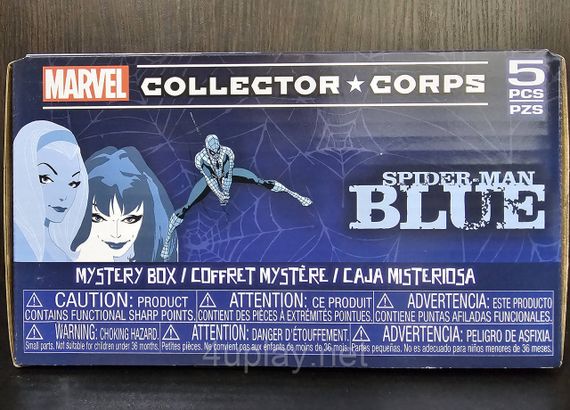 MARVEL COLLECTOR ★ CORPS
5
PCS
PZS
SPIDER-MAN
BLUE
MYSTERY BOX / COFFRET MYSTÈRE / CAJA MISTERIOSA
⚠ CAUTION: PRODUCT
CONTAINS FUNCTIONAL SHARP POINTS.
⚠ ATTENTION: CE PRODUIT
CONTIENT DES PIÈCES À EXTRÉMITÉS POINTUES.
⚠ ADVERTENCIA: ESTE PRODUCTO
CONTIENE PUNTAS AFILADAS FUNCIONALES.
⚠ WARNING: CHOKING HAZARD.
Small parts. Not suitable for children under 36 months.
⚠ ATTENTION: DANGER D'ÉTOUFFEMENT.
Petites pièces. Ne convient pas aux enfants de moins de 36 mois.
⚠ ADVERTENCIA: PELIGRO DE ASFIXIA.
Partes pequeñas. No es adecuado para niños menores de 36 meses.
4uplay.net